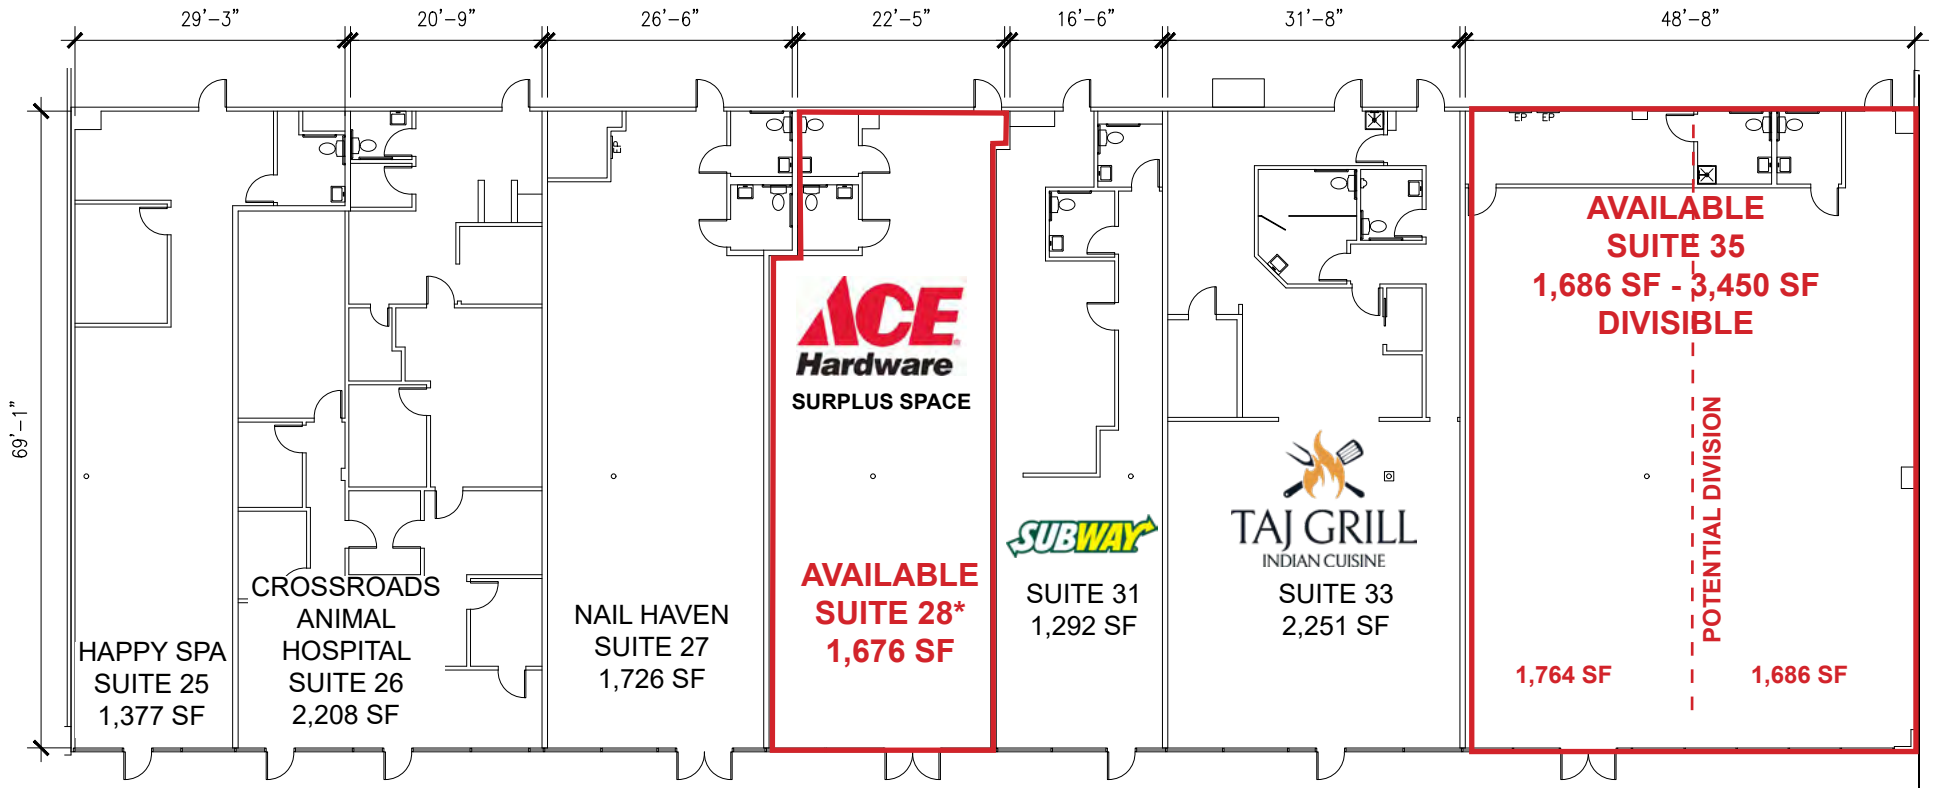 29'-3" 20'-9" 26'-6" 22'-5" 16'-6" 31'-8" 48'-8"
69'-1"
EP
EP EP
HAPPY SPA
SUITE 25
1,377 SF
CROSSROADS
ANIMAL
HOSPITAL
SUITE 26
2,208 SF
NAIL HAVEN
SUITE 27
1,726 SF
ACE
Hardware
SURPLUS SPACE
AVAILABLE
SUITE 28*
1,676 SF
SUBWAY
SUITE 31
1,292 SF
TAJ GRILL
INDIAN CUISINE
SUITE 33
2,251 SF
AVAILABLE
SUITE 35
1,686 SF - 3,450 SF
DIVISIBLE
POTENTIAL DIVISION
1,764 SF
1,686 SF